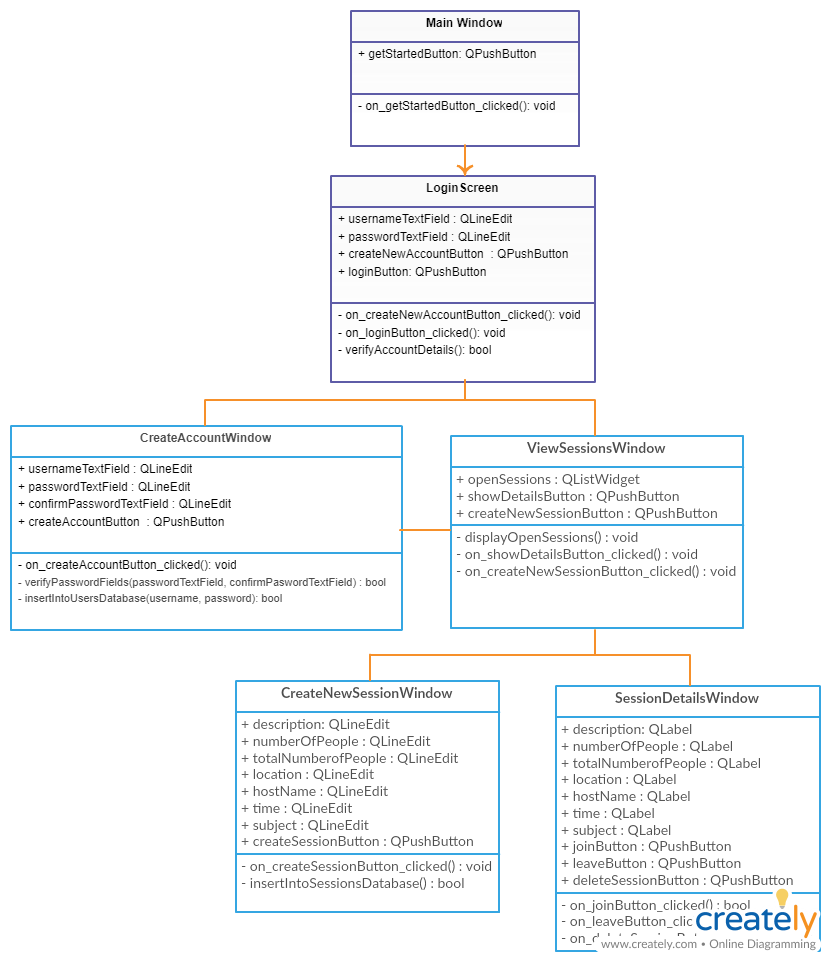 Main Window
+ getStartedButton: QPushButton
- on_getStartedButton_clicked(): void
LoginScreen
+ usernameTextField : QLineEdit
+ passwordTextField : QLineEdit
+ createNewAccountButton : QPushButton
+ loginButton: QPushButton
- on_createNewAccountButton_clicked(): void
- on_loginButton_clicked(): void
- verifyAccountDetails(): bool
CreateAccountWindow
+ usernameTextField : QLineEdit
+ passwordTextField : QLineEdit
+ confirmPasswordTextField : QLineEdit
+ createAccountButton : QPushButton
- on_createAccountButton_clicked(): void
- verifyPasswordFields(passwordTextField, confirmPaswordTextField) : bool
- insertIntoUsersDatabase(username, password): bool
ViewSessionsWindow
+ openSessions : QListWidget
+ showDetailsButton : QPushButton
+ createNewSessionButton : QPushButton
- displayOpenSessions() : void
- on_showDetailsButton_clicked() : void
- on_createNewSessionButton_clicked() : void
CreateNewSessionWindow
+ description: QLineEdit
+ numberOfPeople : QLineEdit
+ totalNumberofPeople : QLineEdit
+ location : QLineEdit
+ hostName : QLineEdit
+ time : QLineEdit
+ subject : QLineEdit
+ createSessionButton : QPushButton
- on_createSessionButton_clicked() : void
- insertIntoSessionsDatabase() : bool
SessionDetailsWindow
+ description: QLabel
+ numberOfPeople : QLabel
+ totalNumberofPeople : QLabel
+ location : QLabel
+ hostName : QLabel
+ time : QLabel
+ subject : QLabel
+ joinButton : QPushButton
+ leaveButton : QPushButton
+ deleteSessionButton : QPushButton
- on_joinButton_clicked() : bool
- on_leaveButton_clic
creately
www.creately.com • Online Diagramming